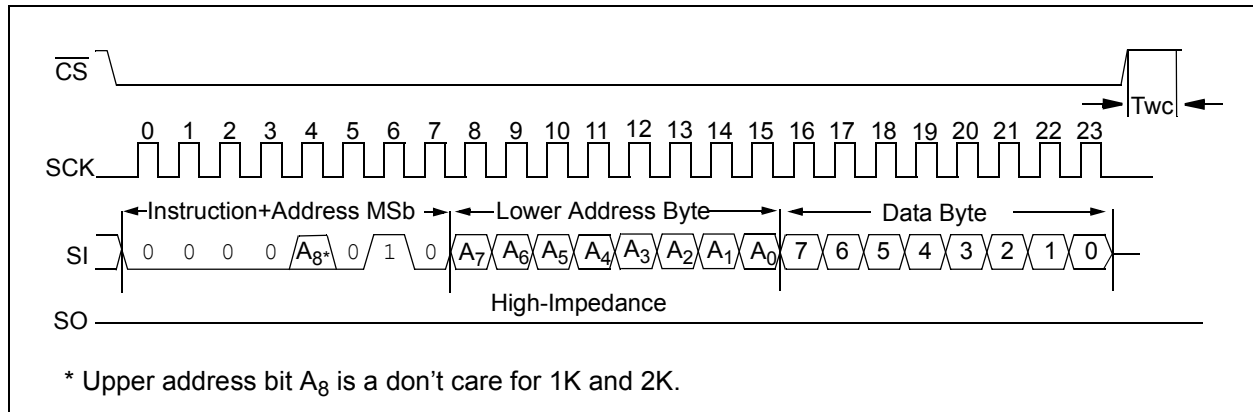 CS
Twc
0 1 2 3 4 5 6 7 8 9 10 11 12 13 14 15 16 17 18 19 20 21 22 23
SCK
Instruction+Address MSb Lower Address Byte Data Byte
SI 0 0 0 0 A8* 0 1 0 A7 A6 A5 A4 A3 A2 A1 A0 7 6 5 4 3 2 1 0
High-Impedance
SO
* Upper address bit A8 is a don’t care for 1K and 2K.